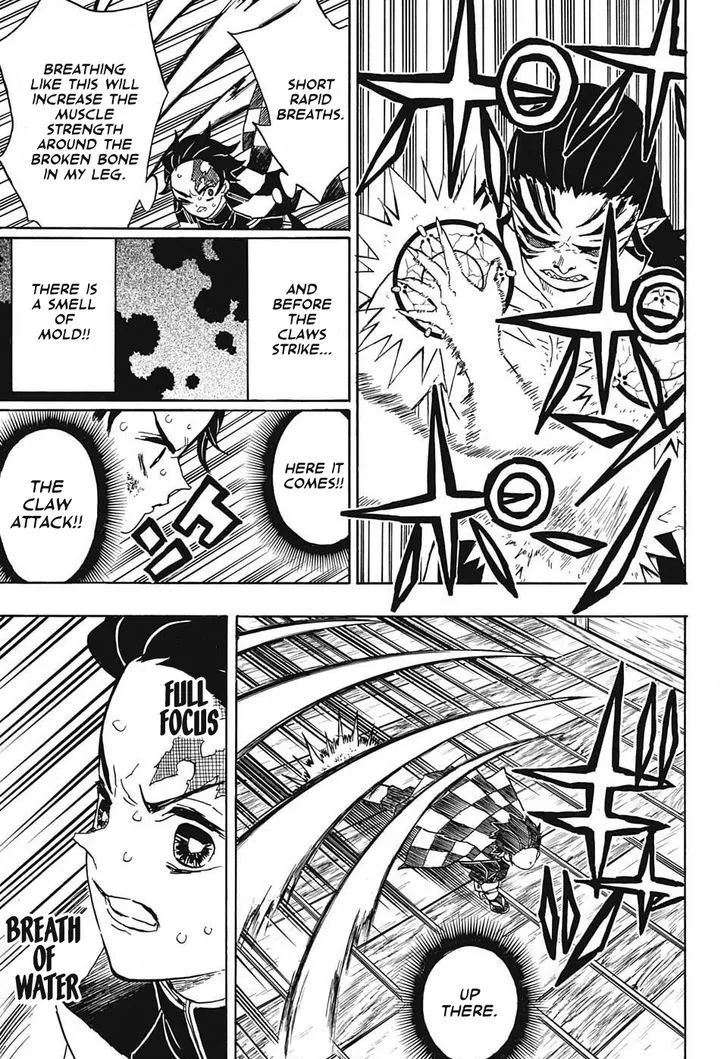 SHORT
RAPID
BREATHS.
BREATHING
LIKE THIS WILL
INCREASE THE
MUSCLE
STRENGTH
AROUND THE
BROKEN BONE
IN MY LEG.
AND
BEFORE
THE
CLAWS
STRIKE...
THERE IS
A SMELL
OF
MOLD!!
HERE IT
COMES!!
クン
THE
CLAW
ATTACK!!
UP
THERE.
FULL
FOCUS
BREATH
OF
WATER